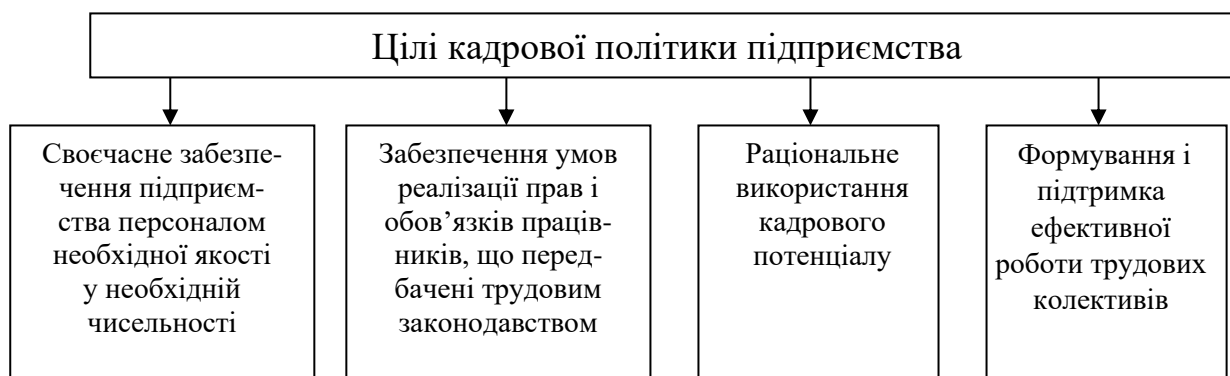 Цілі кадрової політики підприємства
Своєчасне забезпе-
чення підприєм-
ства персоналом
необхідної якості
у необхідній
чисельності
Забезпечення умов
реалізації прав і
обов’язків праців-
ників, що перед-
бачені трудовим
законодавством
Раціональне
використання
кадрового
потенціалу
Формування і
підтримка
ефективної
роботи трудових
колективів